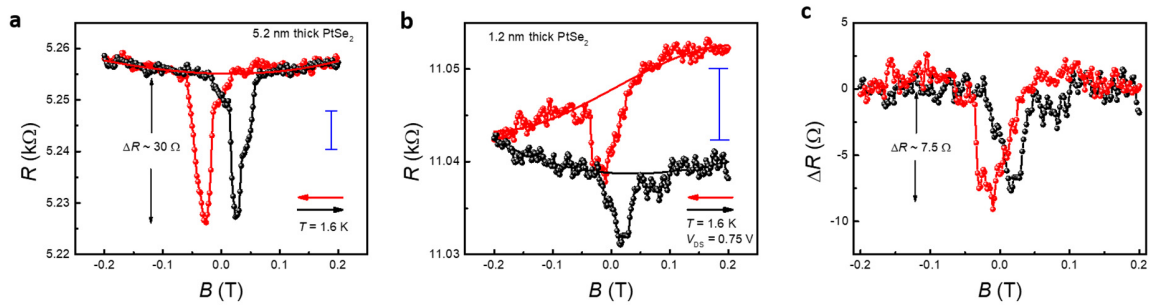 a
5.2 nm thick PtSe₂
5.26
5.25
5.24
5.23
5.22
R (kΩ)
ΔR ~ 30 Ω
T = 1.6 K
-0.2 -0.1 0.0 0.1 0.2
B (T)
b
1.2 nm thick PtSe₂
11.05
11.04
11.03
R (kΩ)
T = 1.6 K
V_DS = 0.75 V
-0.2 -0.1 0.0 0.1 0.2
B (T)
c
5
0
-5
-10
ΔR (Ω)
ΔR ~ 7.5 Ω
-0.2 -0.1 0.0 0.1 0.2
B (T)